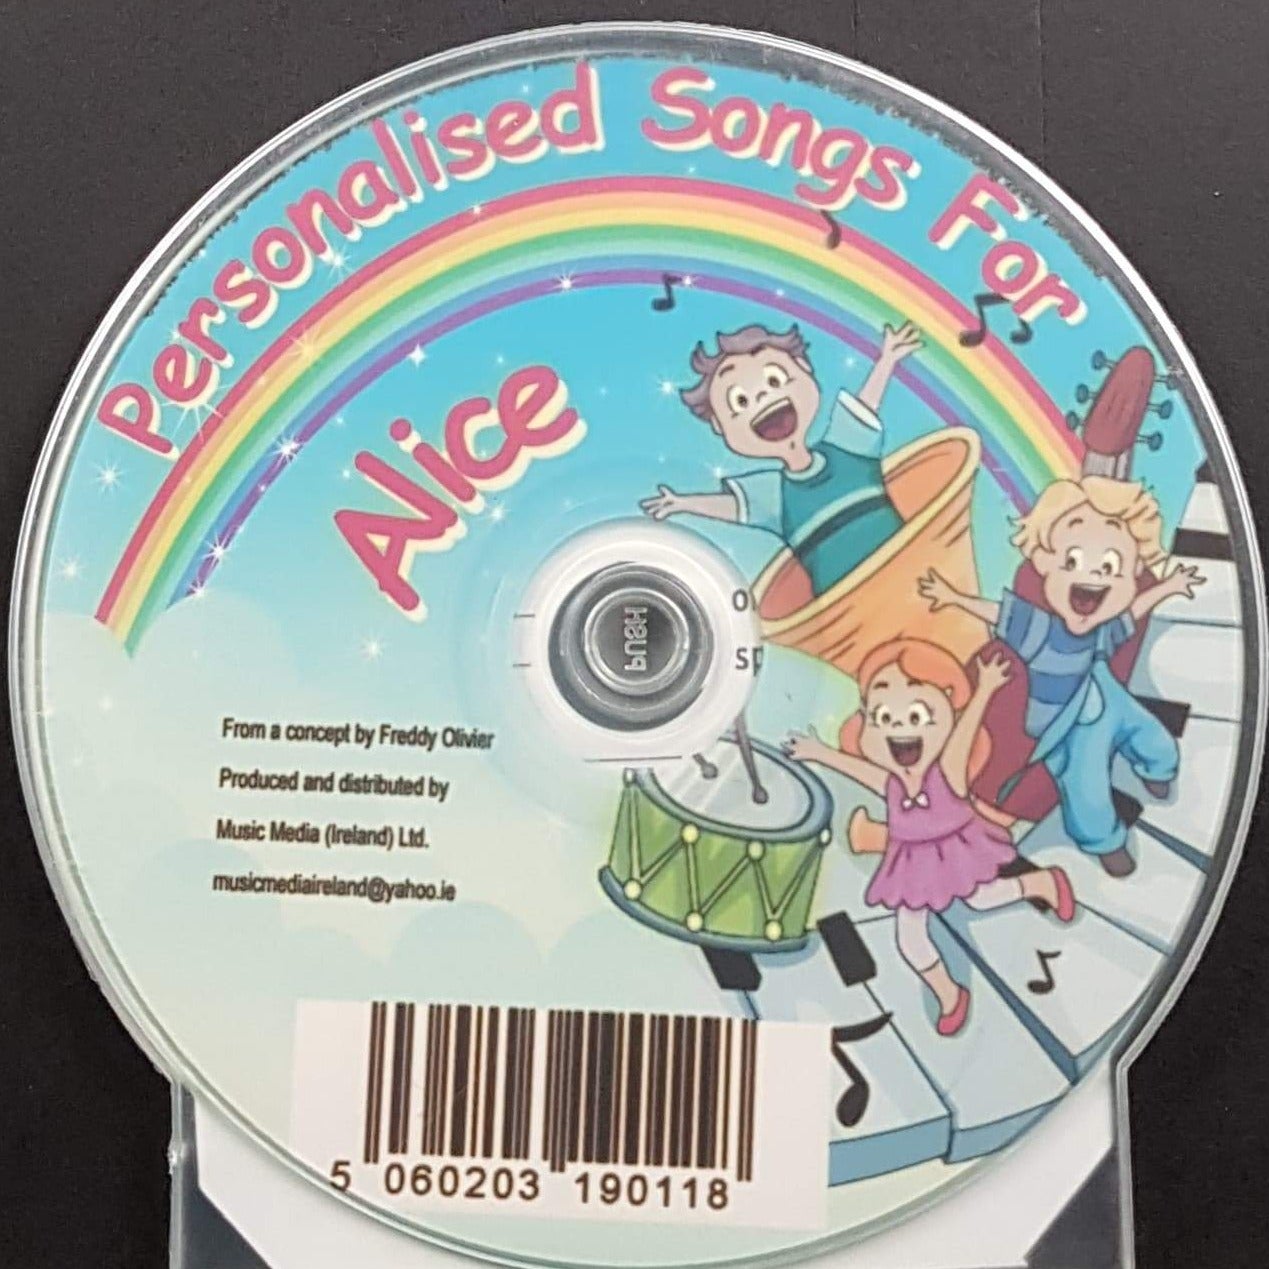 Personalised Songs For
Alice
PUSH
From a concept by Freddy Olivier
Produced and distributed by
Music Media (Ireland) Ltd.
musicmediaireland@yahoo.ie
5 060203 190118